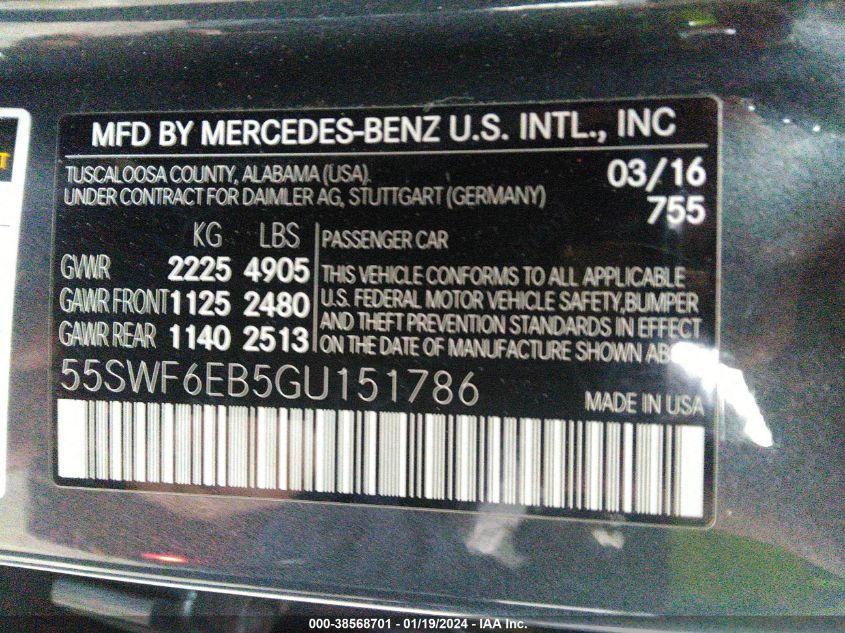 MFD BY MERCEDES-BENZ U.S. INTL., INC
TUSCALOOSA COUNTY, ALABAMA (USA).
UNDER CONTRACT FOR DAIMLER AG, STUTTGART (GERMANY)
03/16
755
KG LBS
GVWR 2225 4905
GAWR FRONT 1125 2480
GAWR REAR 1140 2513
PASSENGER CAR
THIS VEHICLE CONFORMS TO ALL APPLICABLE
U.S. FEDERAL MOTOR VEHICLE SAFETY,BUMPER
AND THEFT PREVENTION STANDARDS IN EFFECT
ON THE DATE OF MANUFACTURE SHOWN
55SWF6EB5GU151786
MADE IN USA
000-38568701 - 01/19/2024 - IAA Inc.